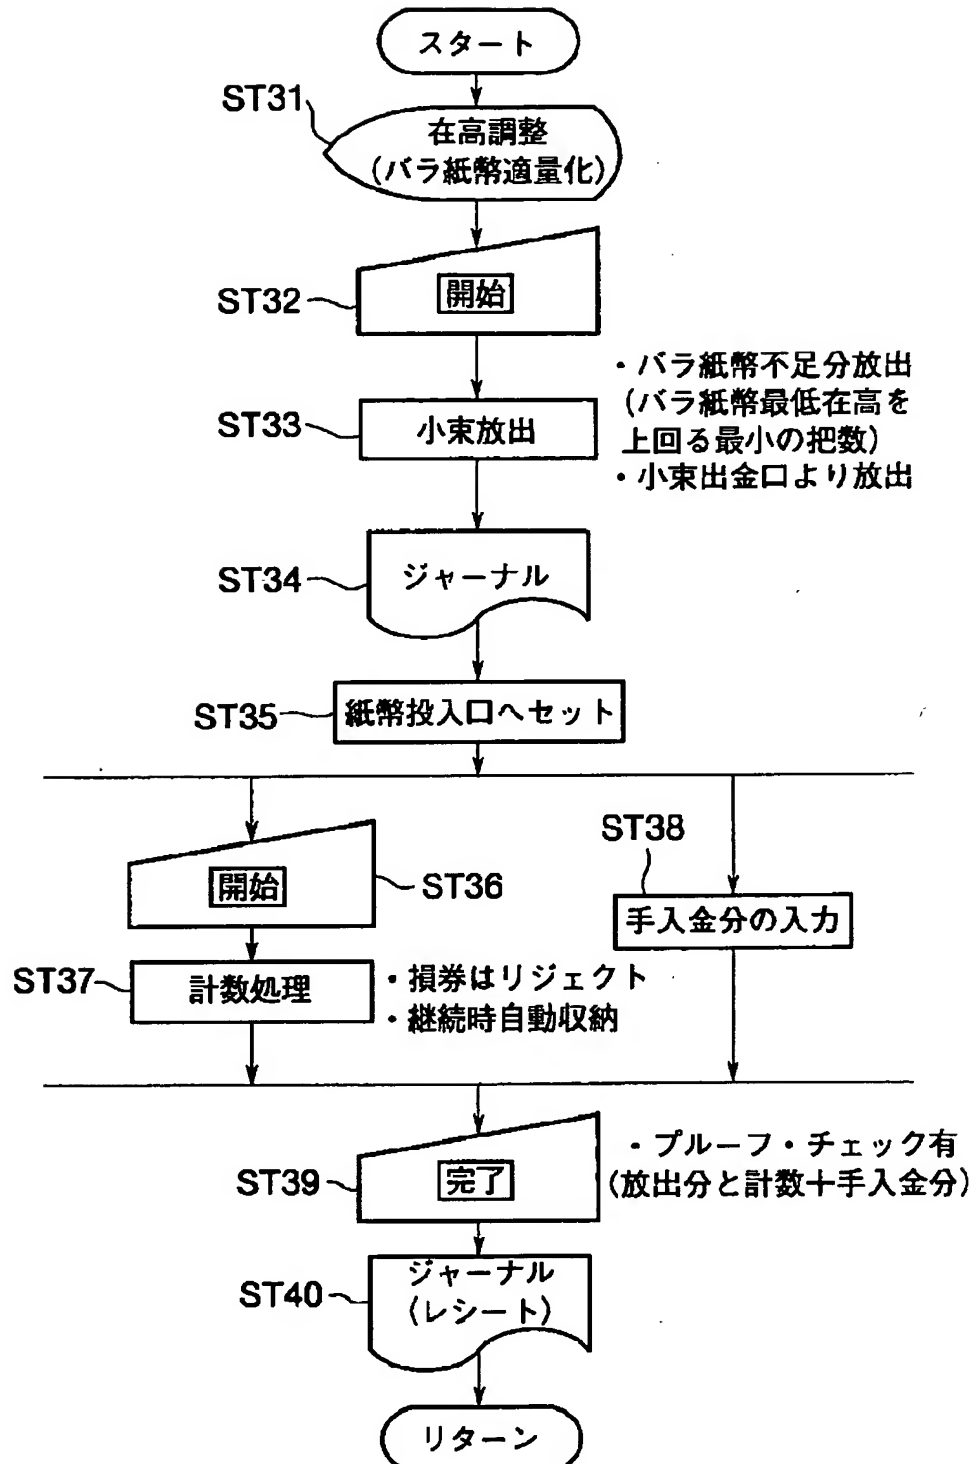 スタート
ST31
在高調整
(バラ紙幣適量化)
ST32
開始
・バラ紙幣不足分放出
(バラ紙幣最低在高を
上回る最小の把数)
・小束出金口より放出
ST33
小束放出
ST34
ジャーナル
ST35
紙幣投入口へセット
ST36
開始
ST38
手入金分の入力
ST37
計数処理
・損券はリジェクト
・継続時自動収納
ST39
完了
・プルーフ・チェック有
(放出分と計数+手入金分)
ST40
ジャーナル
(レシート)
リターン